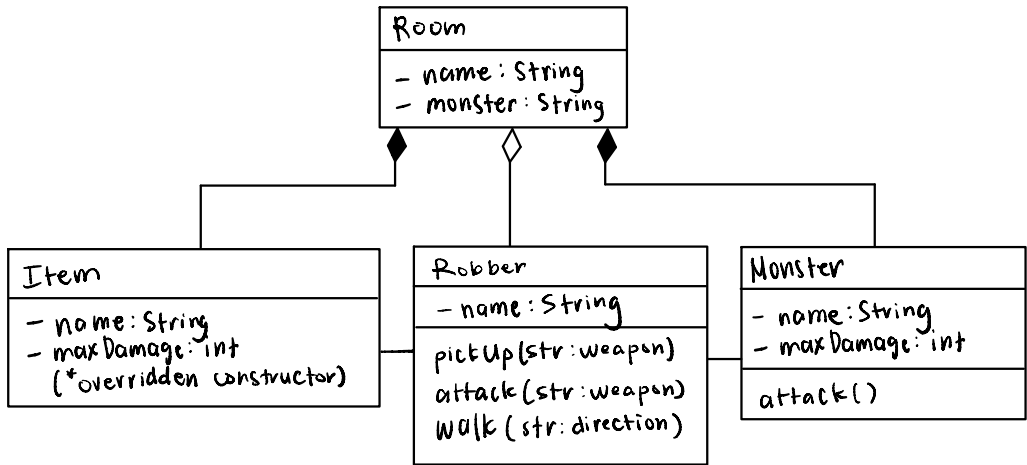 Room
- name: String
- monster: String
Item
- name: String
- maxDamage: int
(*overridden constructor)
Robber
- name: String
pickUp(str:weapon)
attack(str:weapon)
walk(str:direction)
Monster
- name: String
- maxDamage: int
attack()